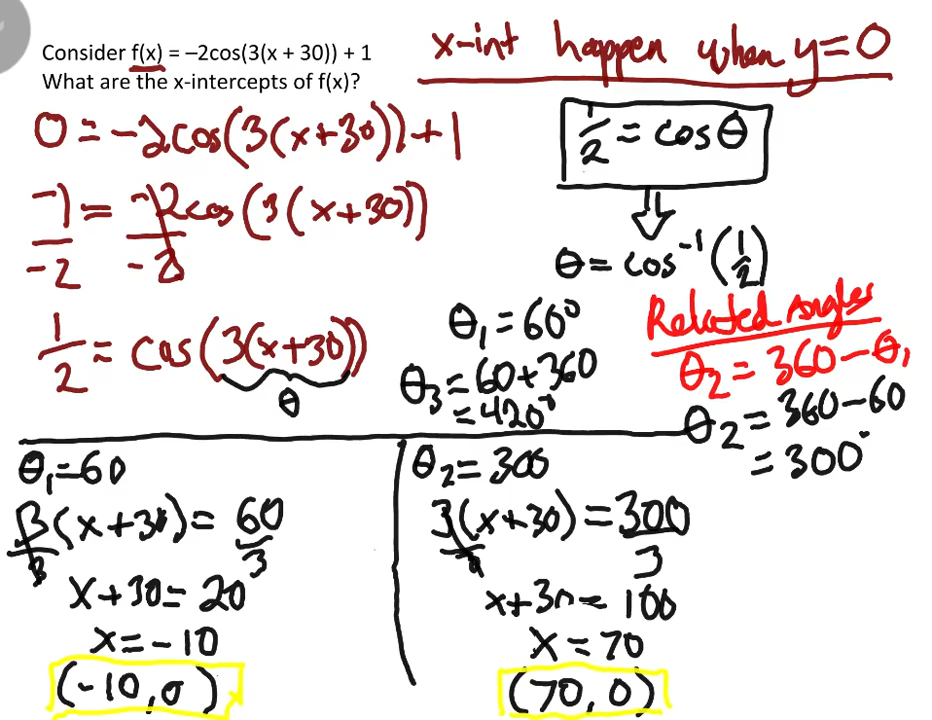 Consider f(x) = –2cos(3(x + 30)) + 1
What are the x-intercepts of f(x)?
x-int happen when y=0
0 = -2cos(3(x+30)) + 1
-1/-2 = -2cos(3(x+30))/-2
1/2 = cos(3(x+30))
θ
1/2 = cosθ
⇓
θ = cos⁻¹(1/2)
θ₁ = 60°
θ₃ = 60+360
= 420°
Related Angles
θ₂ = 360-θ₁
θ₂ = 360-60
= 300°
θ₁=60
3(x+30)/3 = 60/3
x+30 = 20
x = -10
(-10, 0)
θ₂ = 300
3(x+30)/3 = 300/3
x+30 = 100
x = 70
(70, 0)